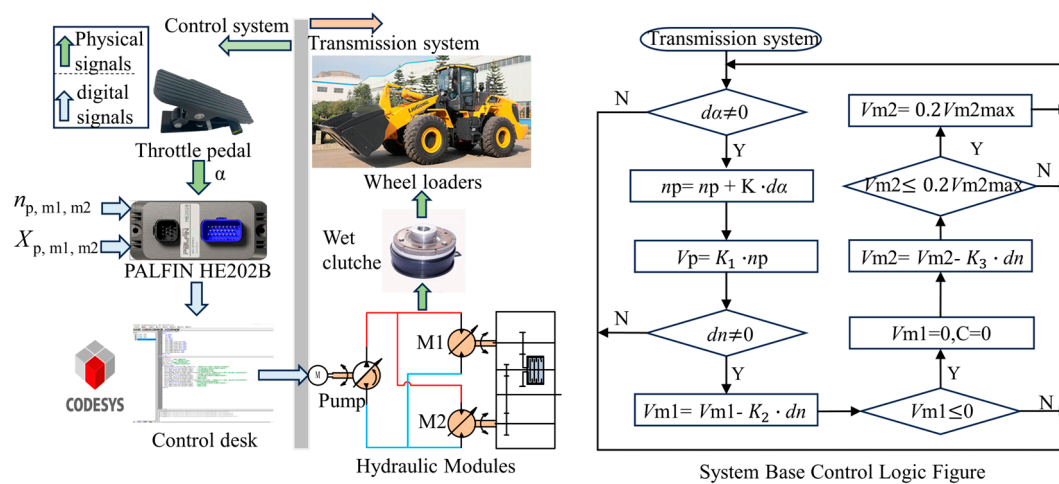 Physical
signals
digital
signals
Control system
Transmission system
Throttle pedal
α
n p, m1, m2
X p, m1, m2
PALFIN HE202B
CODESYS
Control desk
LIUGONG
Wheel loaders
Wet
clutche
M1
M
Pump
M2
Hydraulic Modules
Transmission system
N
dα≠0
Y
np= np + K ·dα
Vp= K₁ ·np
N
dn≠0
Y
Vm1= Vm1- K₂ · dn
Vm2= 0.2Vm2max
Y
N
Vm2≤ 0.2Vm2max
Vm2= Vm2- K₃ · dn
Vm1=0,C=0
Y
Vm1≤0
N
System Base Control Logic Figure